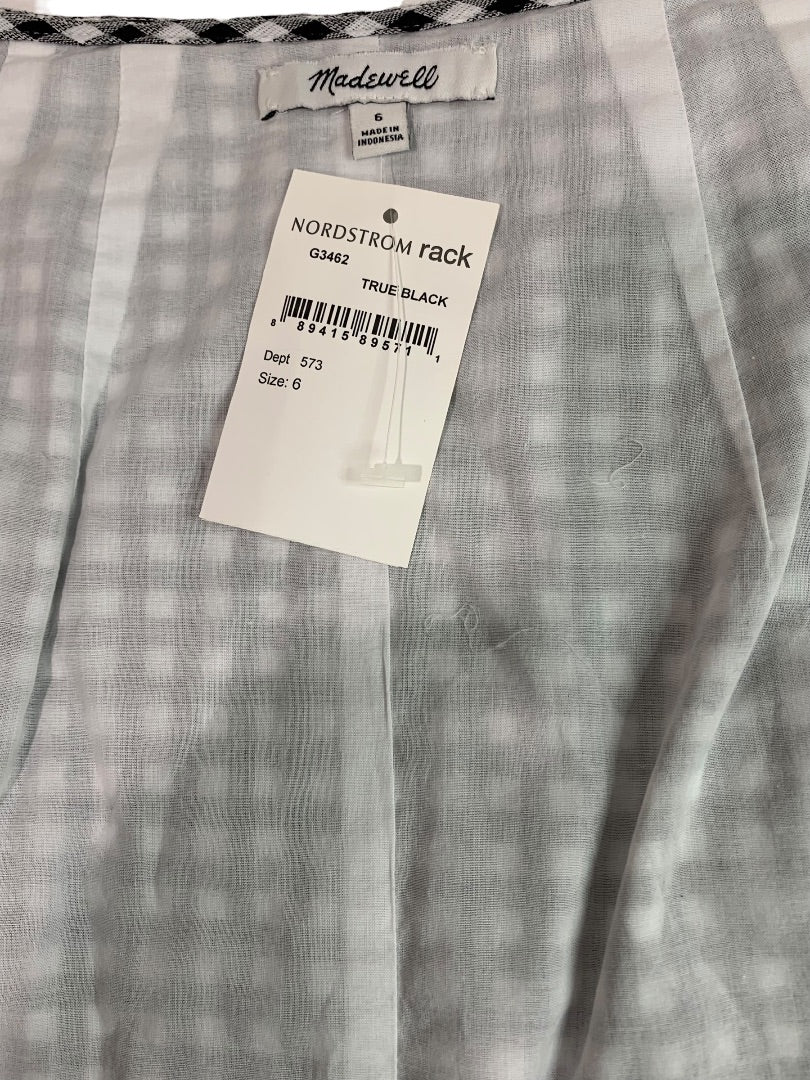 Madewell
6
MADE IN
INDONESIA
NORDSTROM rack
G3462
TRUE BLACK
8 89415 89571 1
Dept 573
Size: 6